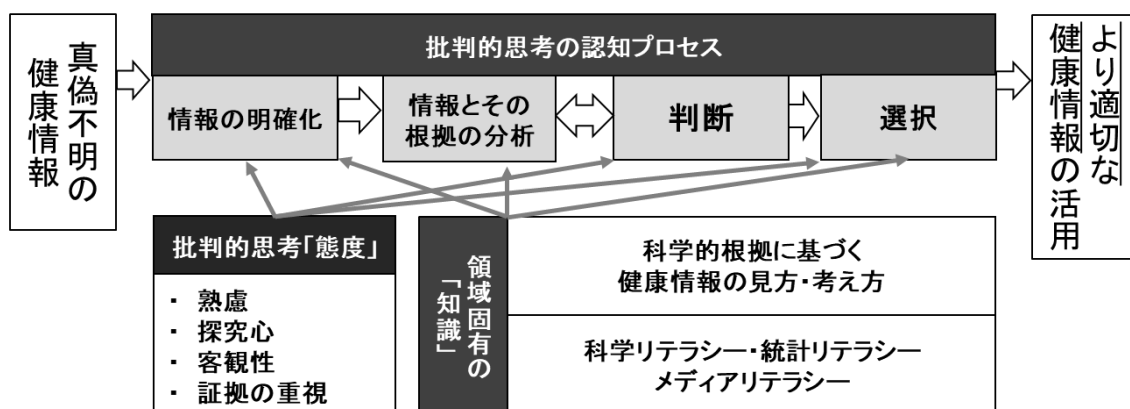 真偽不明の
健康情報
批判的思考の認知プロセス
情報の明確化
情報とその
根拠の分析
判断
選択
より適切な
健康情報の活用
批判的思考「態度」
・ 熟慮
・ 探究心
・ 客観性
・ 証拠の重視
領域固有の
「知識」
科学的根拠に基づく
健康情報の見方・考え方
科学リテラシー・統計リテラシー
メディアリテラシー